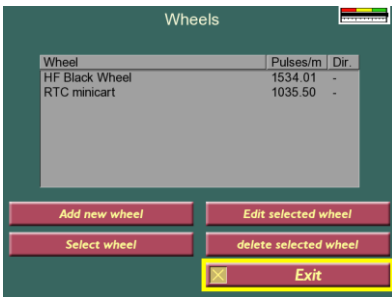 Wheels
Wheel Pulses/m Dir.
HF Black Wheel 1534.01 -
RTC minicart 1035.50 -
Add new wheel Edit selected wheel
Select wheel delete selected wheel
Exit